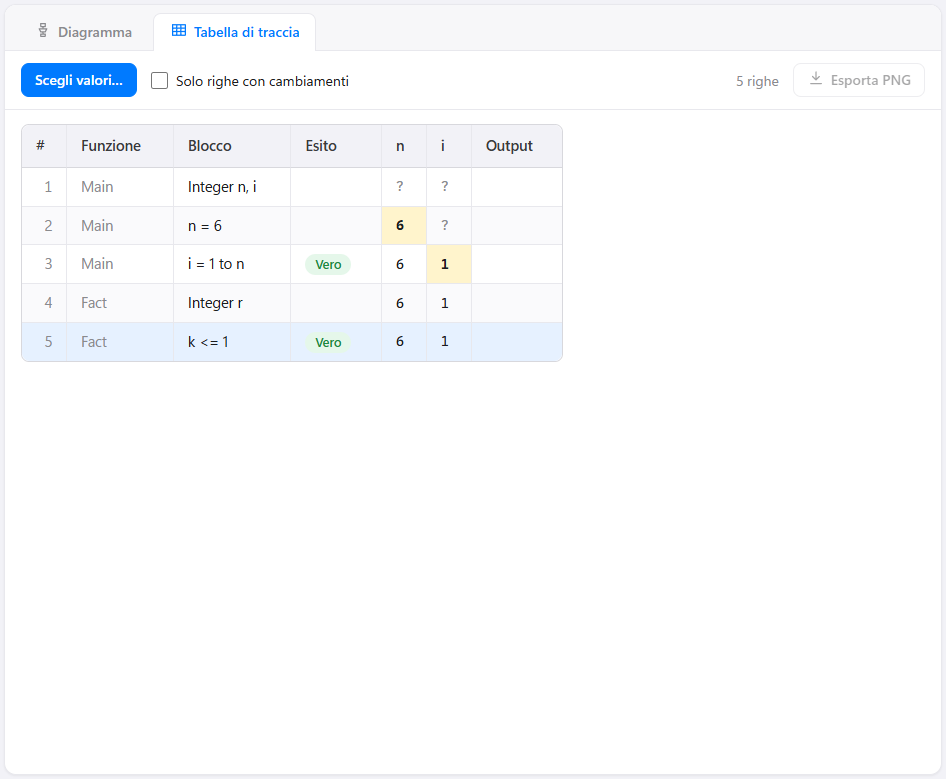 Diagramma Tabella di traccia
Scegli valori... Solo righe con cambiamenti 5 righe Esporta PNG
# Funzione Blocco Esito n i Output
1 Main Integer n, i ? ?
2 Main n = 6 6 ?
3 Main i = 1 to n Vero 6 1
4 Fact Integer r 6 1
5 Fact k <= 1 Vero 6 1